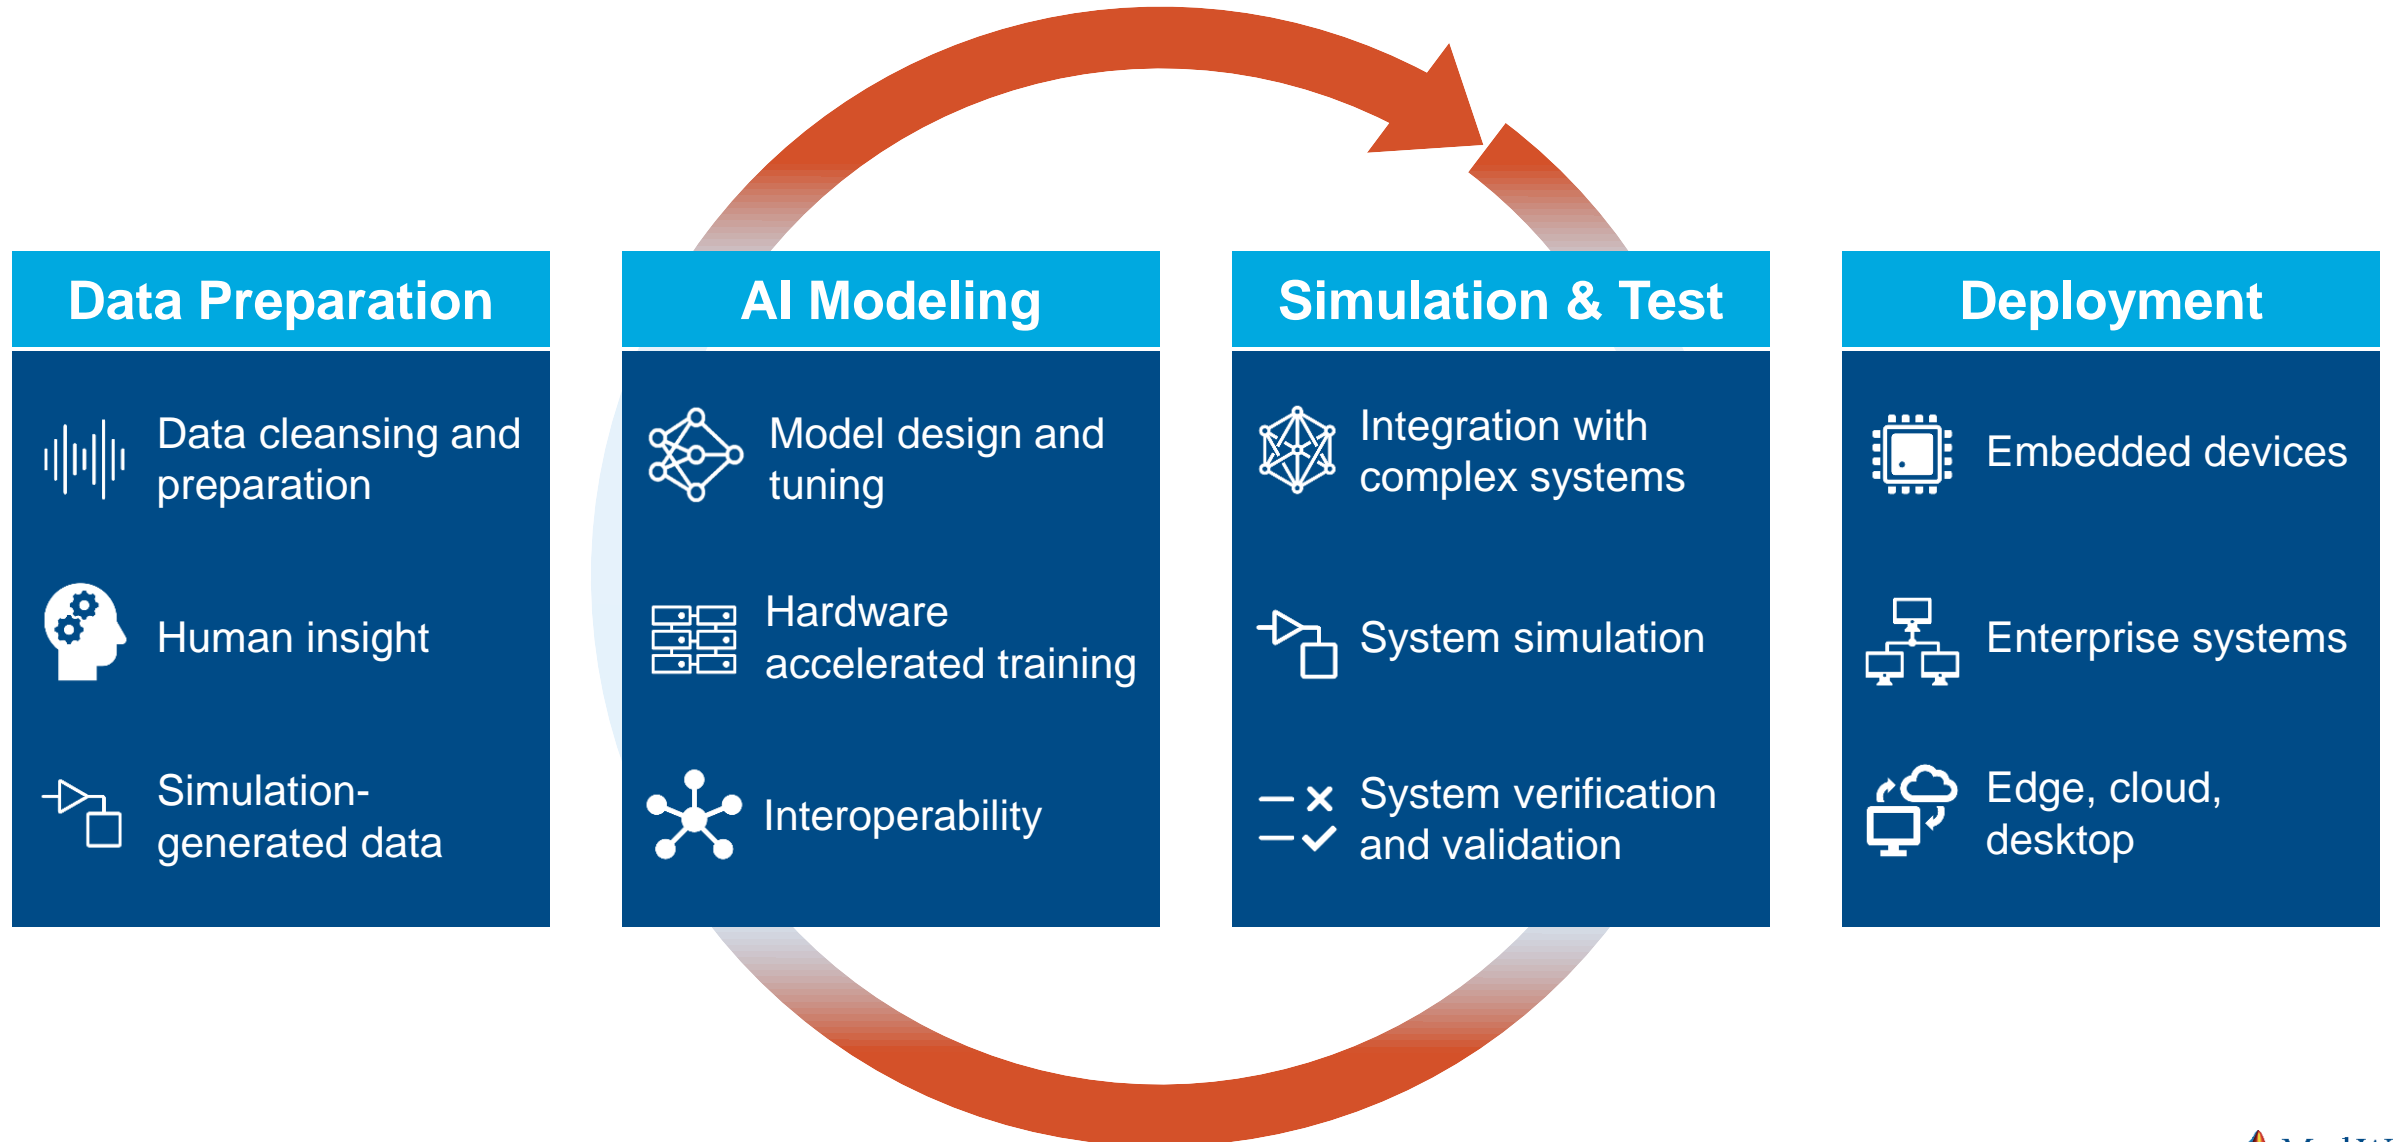 Data Preparation
Data cleansing and
preparation
Human insight
Simulation-
generated data
AI Modeling
Model design and
tuning
Hardware
accelerated training
Interoperability
Simulation & Test
Integration with
complex systems
System simulation
System verification
and validation
Deployment
Embedded devices
Enterprise systems
Edge, cloud,
desktop